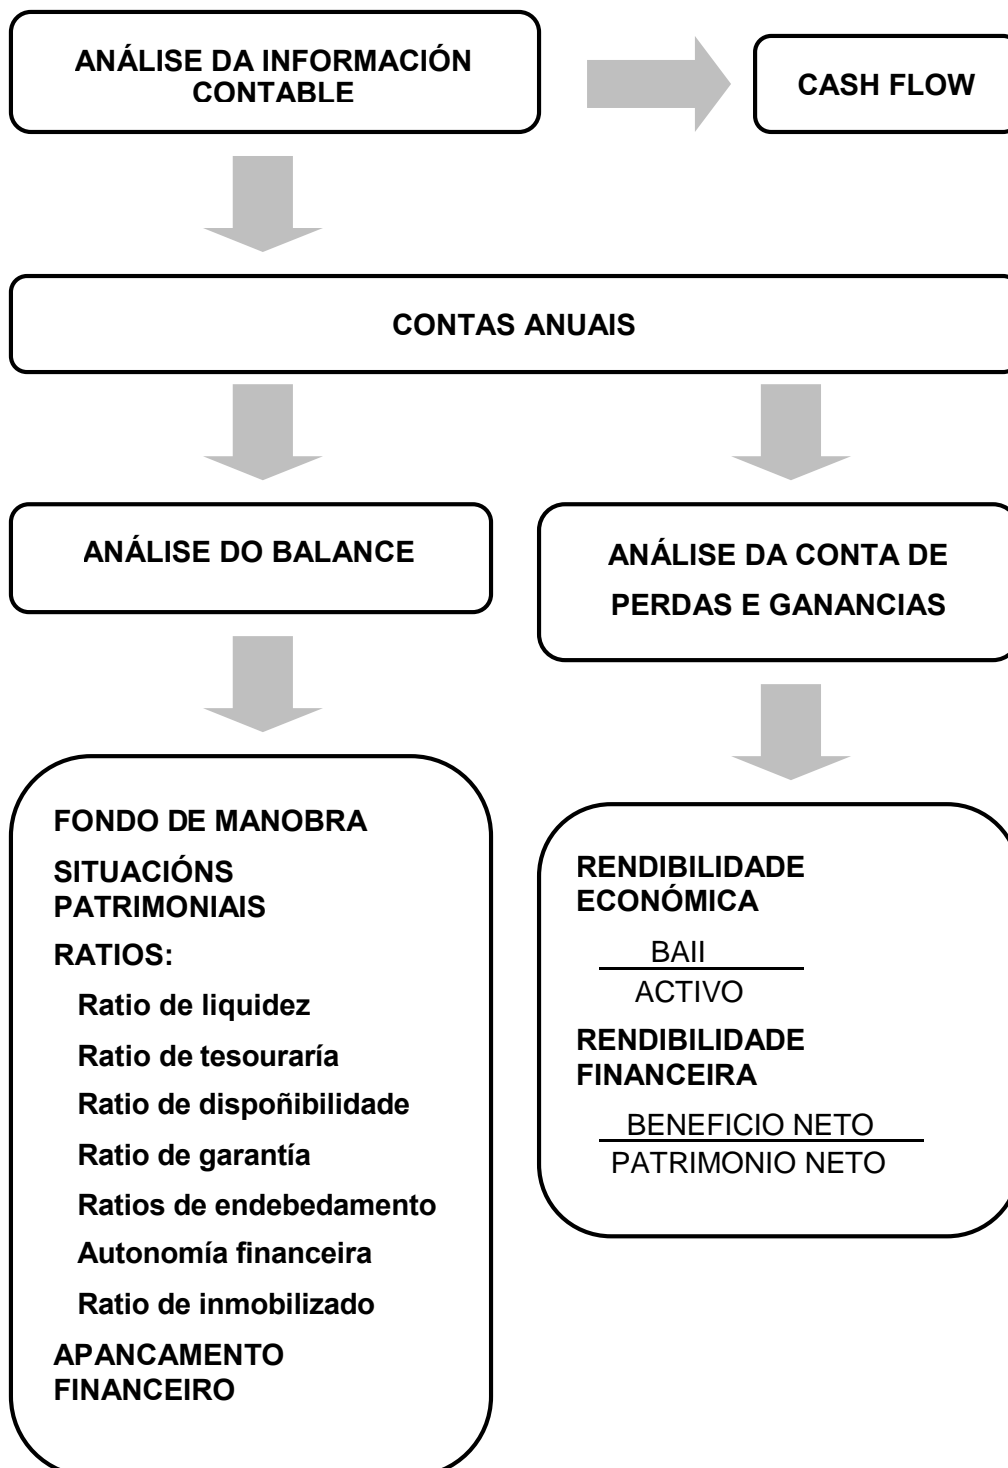 ANÁLISE DA INFORMACIÓN
CONTABLE
CASH FLOW
CONTAS ANUAIS
ANÁLISE DO BALANCE
ANÁLISE DA CONTA DE
PERDAS E GANANCIAS
FONDO DE MANOBRA
SITUACIÓNS
PATRIMONIAIS
RATIOS:
Ratio de liquidez
Ratio de tesouraría
Ratio de dispoñibilidade
Ratio de garantía
Ratios de endebedamento
Autonomía financeira
Ratio de inmobilizado
APANCAMENTO
FINANCEIRO
RENDIBILIDADE
ECONÓMICA
BAII
ACTIVO
RENDIBILIDADE
FINANCEIRA
BENEFICIO NETO
PATRIMONIO NETO